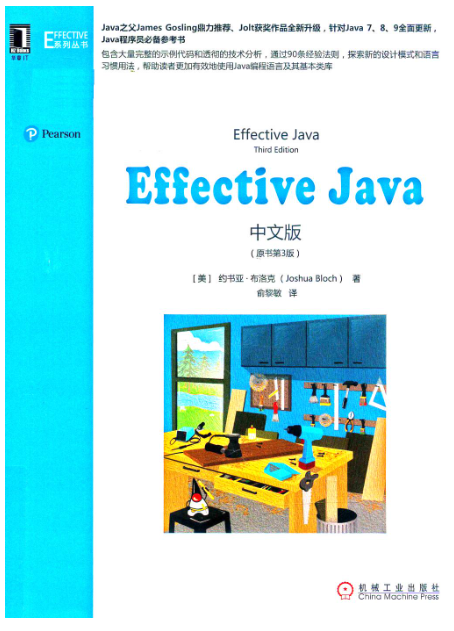 华章IT
EFFECTIVE
系列丛书
Java之父James Gosling鼎力推荐、Jolt获奖作品全新升级，针对Java 7、8、9全面更新，
Java程序员必备参考书
包含大量完整的示例代码和透彻的技术分析，通过90条经验法则，探索新的设计模式和语言
习惯用法，帮助读者更加有效地使用Java编程语言及其基本类库
Pearson
Effective Java
Third Edition
Effective Java
中文版
（原书第3版）
[美] 约书亚·布洛克（Joshua Bloch） 著
俞黎敏 译
机械工业出版社
China Machine Press